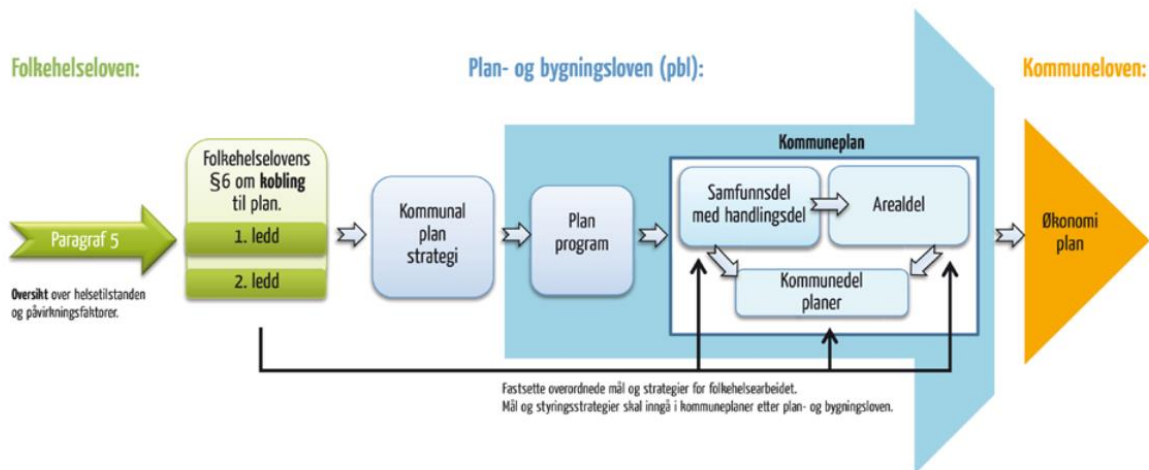 Folkehelseloven:
Plan- og bygningsloven (pbl):
Kommuneloven:
Paragraf 5
Oversikt over helsetilstanden
og påvirkningsfaktorer.
Folkehelselovens
§6 om kobling
til plan.
1. ledd
2. ledd
Kommunal
plan
strategi
Plan
program
Kommuneplan
Samfunnsdel
med handlingsdel
Arealdel
Kommunedel
planer
Økonomi
plan
Fastsette overordnede mål og strategier for folkehelsearbeidet.
Mål og styringsstrategier skal inngå i kommuneplaner etter plan- og bygningsloven.